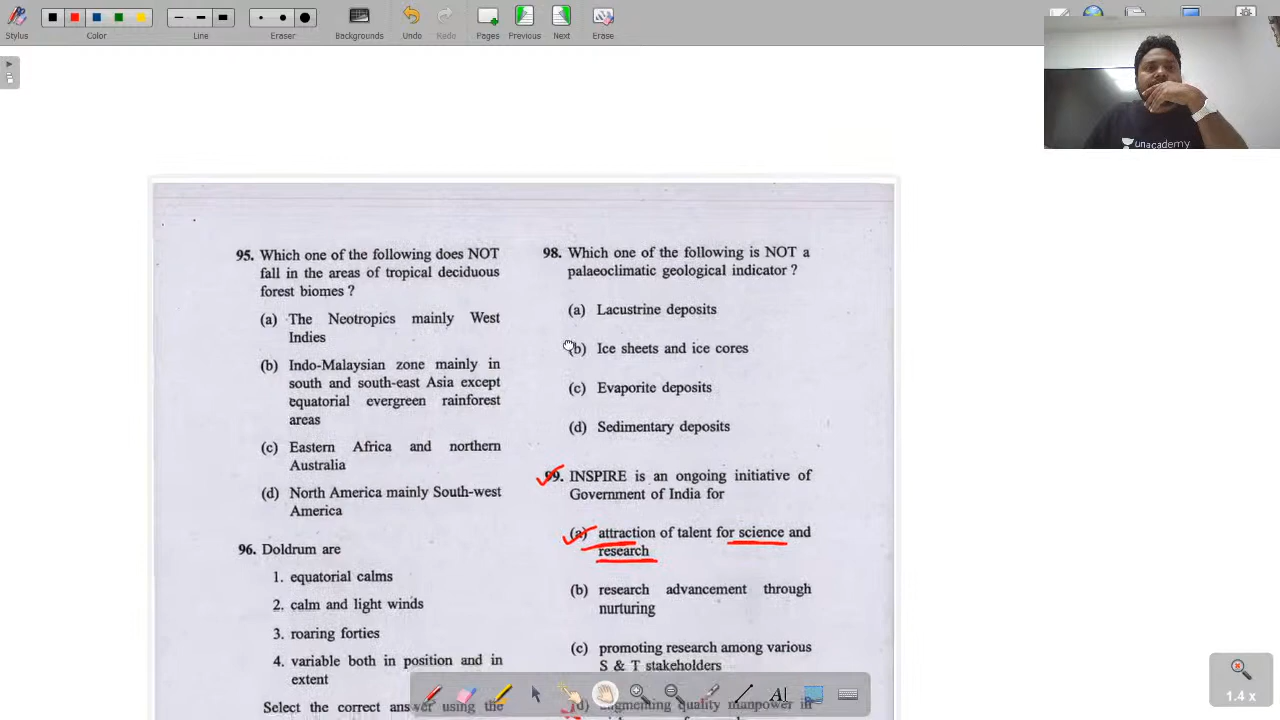 Stylus
Color
Line
Eraser
Backgrounds
Undo
Redo
Pages
Previous
Next
Erase
unacademy
95. Which one of the following does NOT
fall in the areas of tropical deciduous
forest biomes ?
(a) The Neotropics mainly West
Indies
(b) Indo-Malaysian zone mainly in
south and south-east Asia except
equatorial evergreen rainforest
areas
(c) Eastern Africa and northern
Australia
(d) North America mainly South-west
America
96. Doldrum are
1. equatorial calms
2. calm and light winds
3. roaring forties
4. variable both in position and in
extent
Select the correct answer using the
98. Which one of the following is NOT a
palaeoclimatic geological indicator ?
(a) Lacustrine deposits
(b) Ice sheets and ice cores
(c) Evaporite deposits
(d) Sedimentary deposits
99. INSPIRE is an ongoing initiative of
Government of India for
(a) attraction of talent for science and
research
(b) research advancement through
nurturing
(c) promoting research among various
S & T stakeholders
(d) augmenting quality manpower in
AI
1.4 x